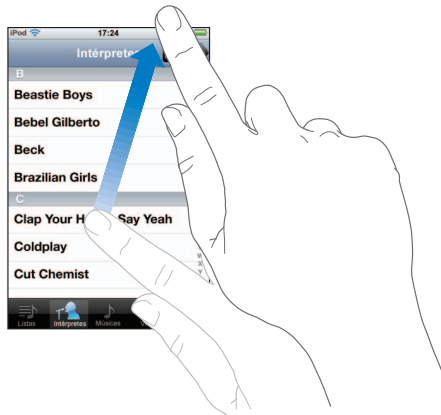 iPod 17:24
Intérpretes
B
Beastie Boys
Bebel Gilberto
Beck
Brazilian Girls
C
Clap Your H Say Yeah
Coldplay
Cut Chemist
W
X
Y
Listas Intérpretes Músicas V